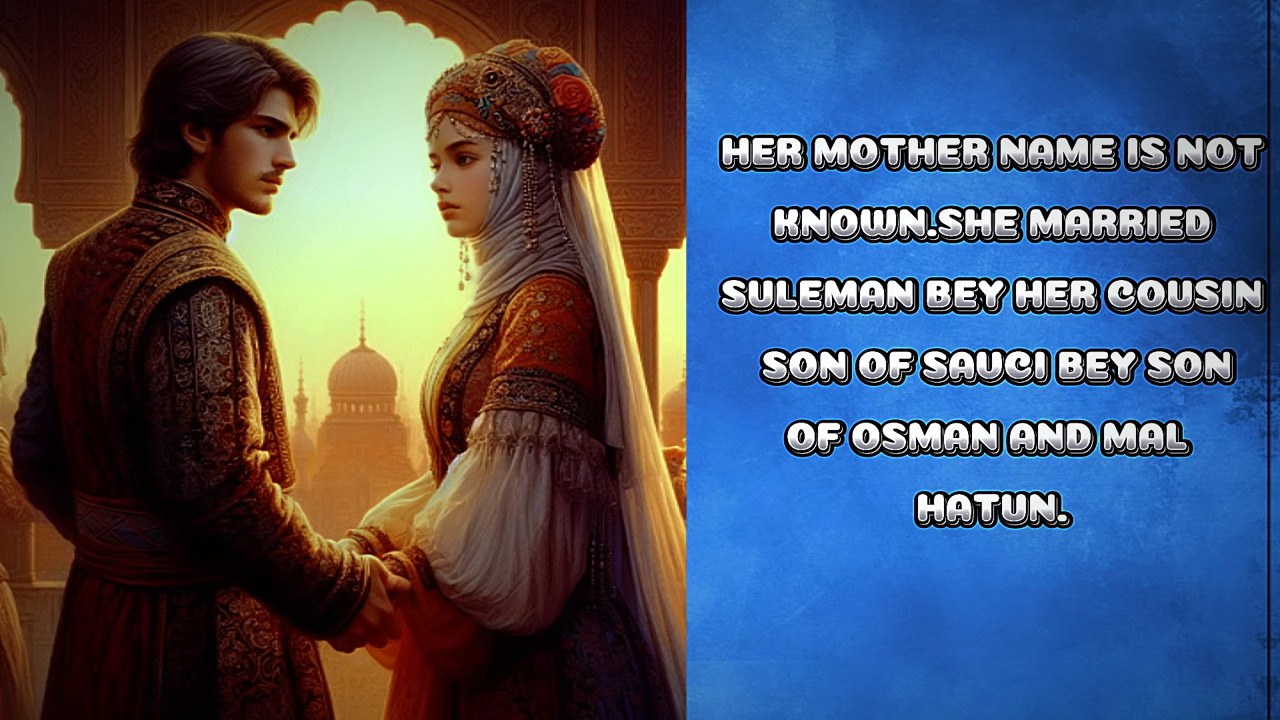 HER MOTHER NAME IS NOT
KNOWN.SHE MARRIED
SULEMAN BEY HER COUSIN
SON OF SAUCI BEY SON
OF OSMAN AND MAL
HATUN.